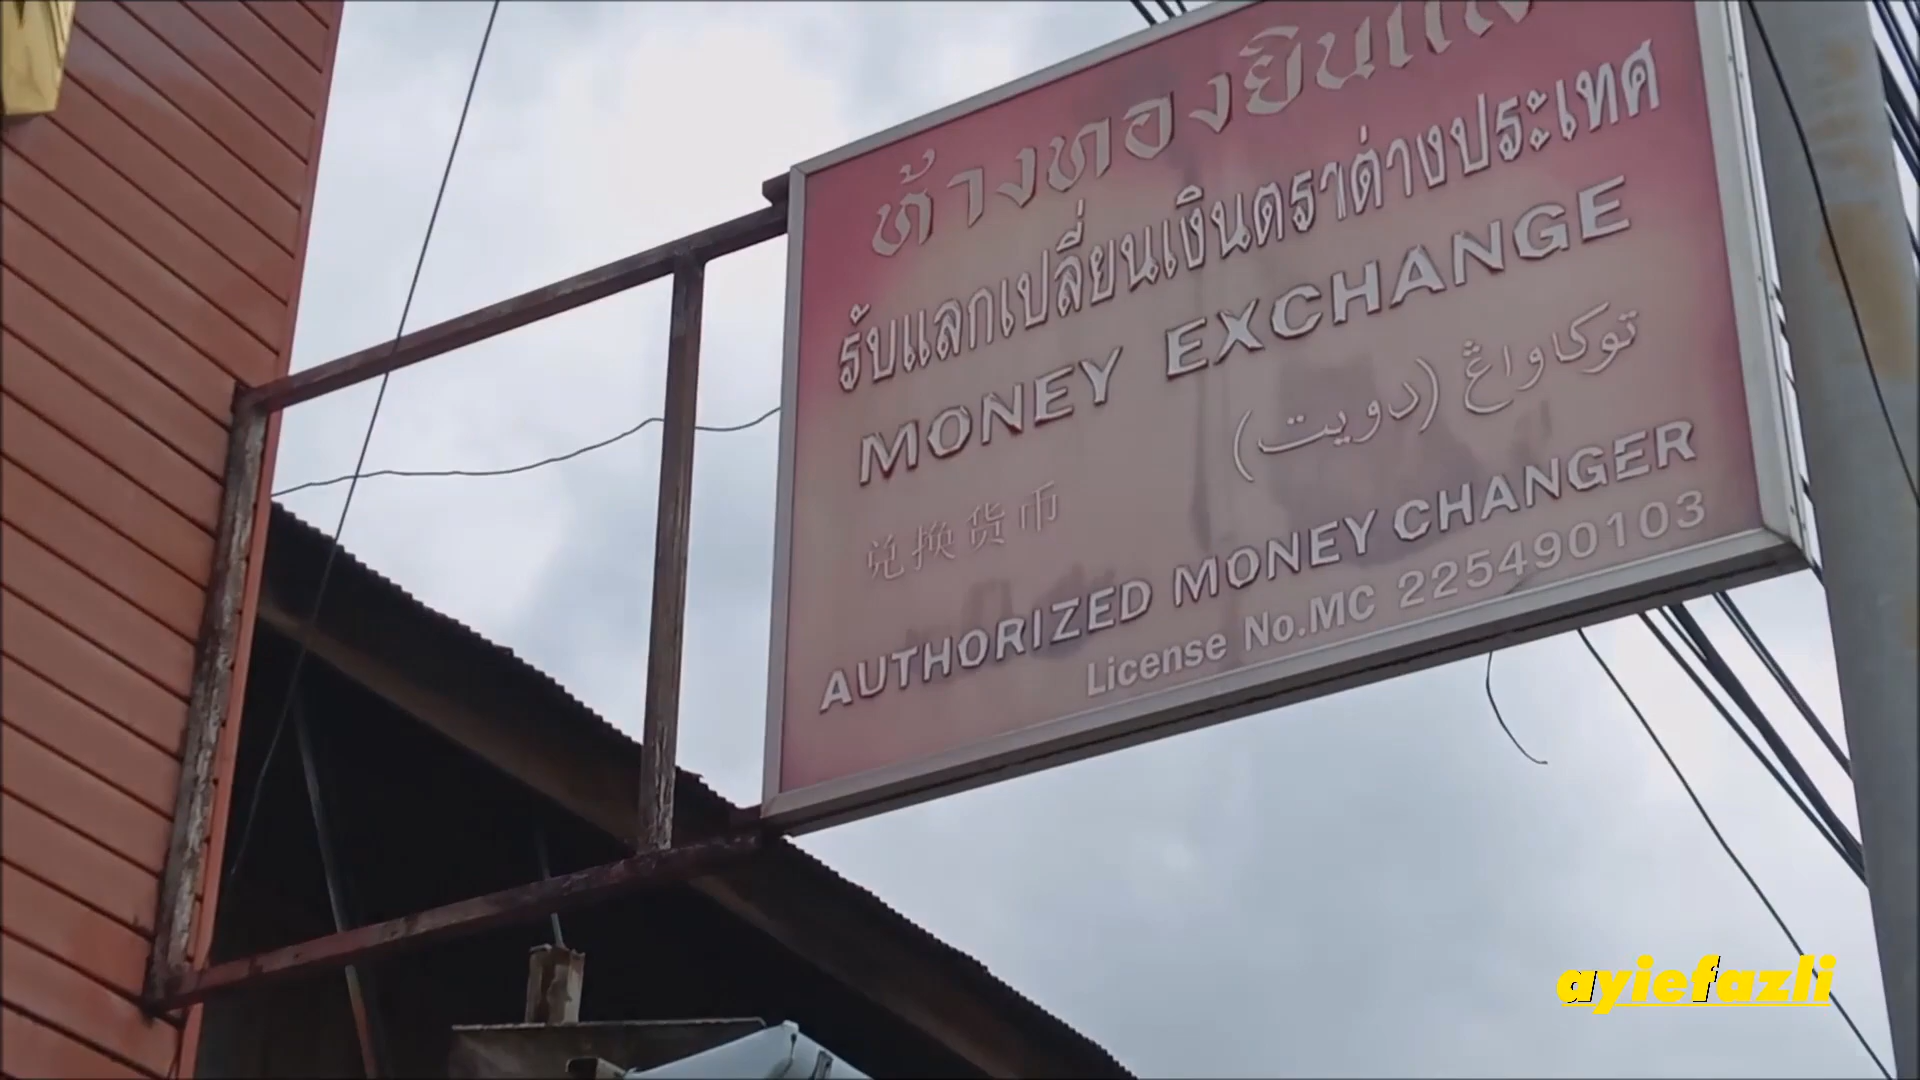 ห้างทองยินแส
รับแลกเปลี่ยนเงินตราต่างประเทศ
MONEY EXCHANGE
توكاواڠ (دويت)
兑换货币
AUTHORIZED MONEY CHANGER
License No.MC 225490103
ayiefazli